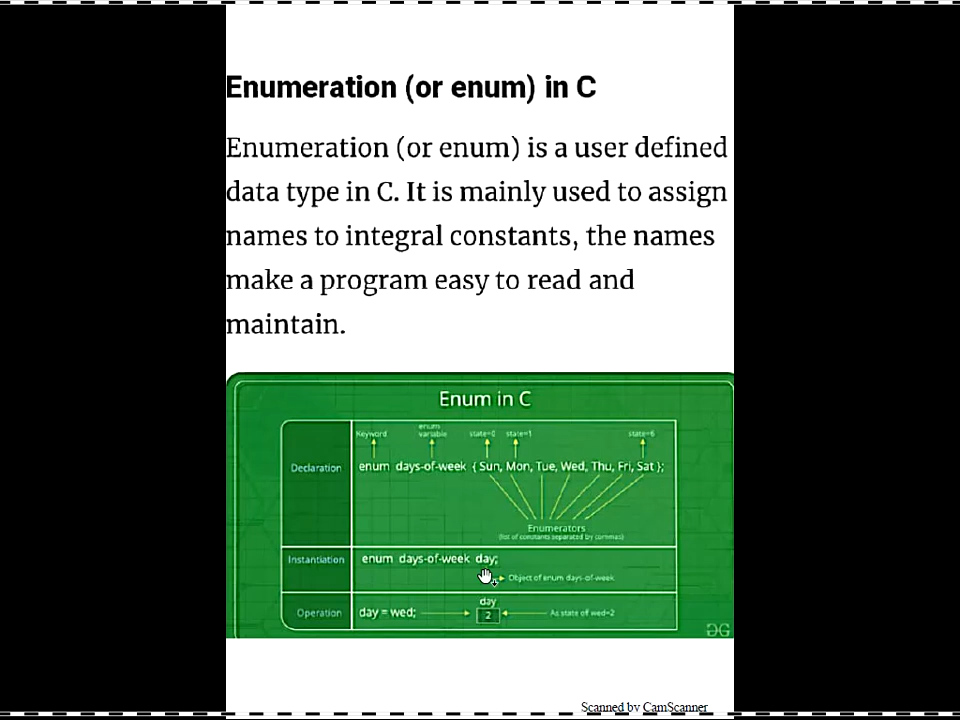 Enumeration (or enum) in C
Enumeration (or enum) is a user defined
data type in C. It is mainly used to assign
names to integral constants, the names
make a program easy to read and
maintain.
Enum in C
Keyword enum variable state=0 state=1 state=6
Declaration enum days-of-week { Sun, Mon, Tue, Wed, Thu, Fri, Sat };
Enumerators
(list of constants separated by commas)
Instantiation enum days-of-week day;
Object of enum days-of-week
day
Operation day = wed; 2 As state of wed=2
GG
Scanned by CamScanner